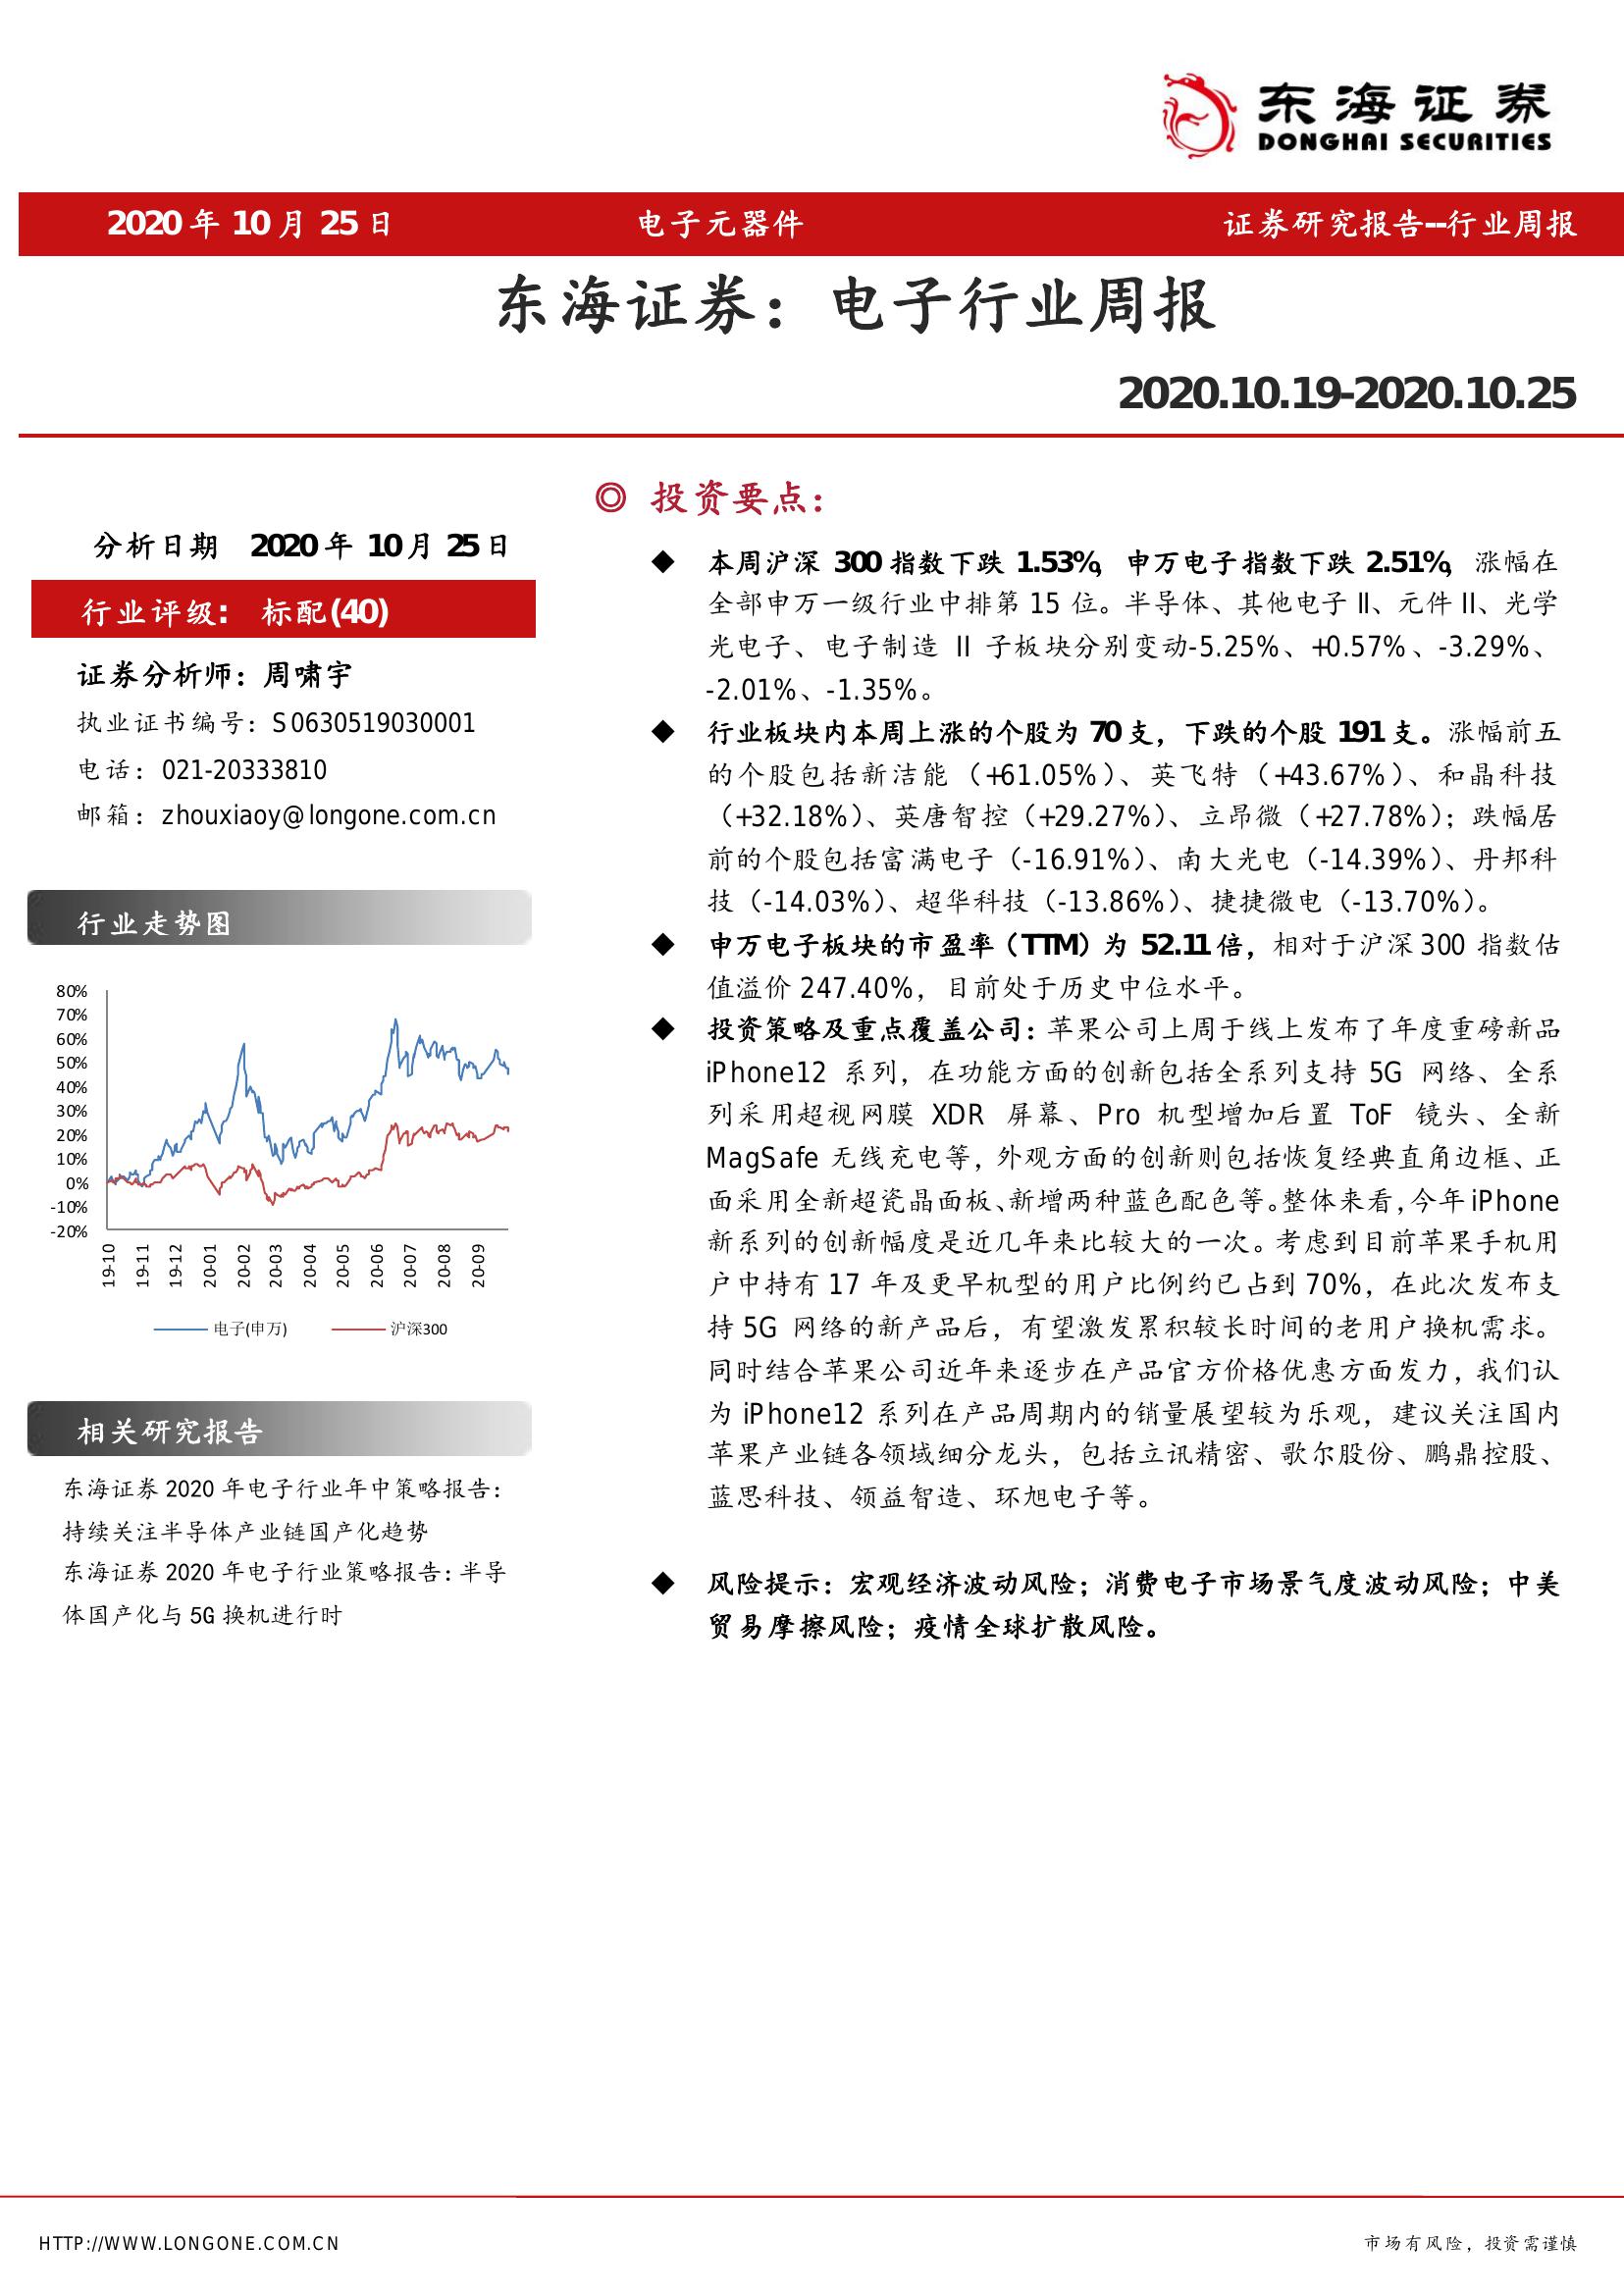 东海证券
DONGHAI SECURITIES
2020 年 10 月 25 日 电子元器件 证券研究报告--行业周报
东海证券：电子行业周报
2020.10.19-2020.10.25
分析日期 2020 年 10 月 25 日
行业评级： 标配(40)
证券分析师：周啸宇
执业证书编号：S0630519030001
电话：021-20333810
邮箱：zhouxiaoy@longone.com.cn
行业走势图
80%
70%
60%
50%
40%
30%
20%
10%
0%
-10%
-20%
19-10
19-11
19-12
20-01
20-02
20-03
20-04
20-05
20-06
20-07
20-08
20-09
电子(申万) 沪深300
相关研究报告
东海证券 2020 年电子行业年中策略报告：
持续关注半导体产业链国产化趋势
东海证券 2020 年电子行业策略报告：半导
体国产化与 5G 换机进行时
◎ 投资要点：
◆ 本周沪深 300 指数下跌 1.53%，申万电子指数下跌 2.51%，涨幅在
全部申万一级行业中排第 15 位。半导体、其他电子 II、元件 II、光学
光电子、电子制造 II 子板块分别变动-5.25%、+0.57%、-3.29%、
-2.01%、-1.35%。
◆ 行业板块内本周上涨的个股为 70 支，下跌的个股 191 支。涨幅前五
的个股包括新洁能（+61.05%）、英飞特（+43.67%）、和晶科技
（+32.18%）、英唐智控（+29.27%）、立昂微（+27.78%）；跌幅居
前的个股包括富满电子（-16.91%）、南大光电（-14.39%）、丹邦科
技（-14.03%）、超华科技（-13.86%）、捷捷微电（-13.70%）。
◆ 申万电子板块的市盈率（TTM）为 52.11 倍，相对于沪深 300 指数估
值溢价 247.40%，目前处于历史中位水平。
◆ 投资策略及重点覆盖公司：苹果公司上周于线上发布了年度重磅新品
iPhone12 系列，在功能方面的创新包括全系列支持 5G 网络、全系
列采用超视网膜 XDR 屏幕、Pro 机型增加后置 ToF 镜头、全新
MagSafe 无线充电等，外观方面的创新则包括恢复经典直角边框、正
面采用全新超瓷晶面板、新增两种蓝色配色等。整体来看，今年 iPhone
新系列的创新幅度是近几年来比较大的一次。考虑到目前苹果手机用
户中持有 17 年及更早机型的用户比例约已占到 70%，在此次发布支
持 5G 网络的新产品后，有望激发累积较长时间的老用户换机需求。
同时结合苹果公司近年来逐步在产品官方价格优惠方面发力，我们认
为 iPhone12 系列在产品周期内的销量展望较为乐观，建议关注国内
苹果产业链各领域细分龙头，包括立讯精密、歌尔股份、鹏鼎控股、
蓝思科技、领益智造、环旭电子等。
◆ 风险提示：宏观经济波动风险；消费电子市场景气度波动风险；中美
贸易摩擦风险；疫情全球扩散风险。
HTTP://WWW.LONGONE.COM.CN 市场有风险，投资需谨慎